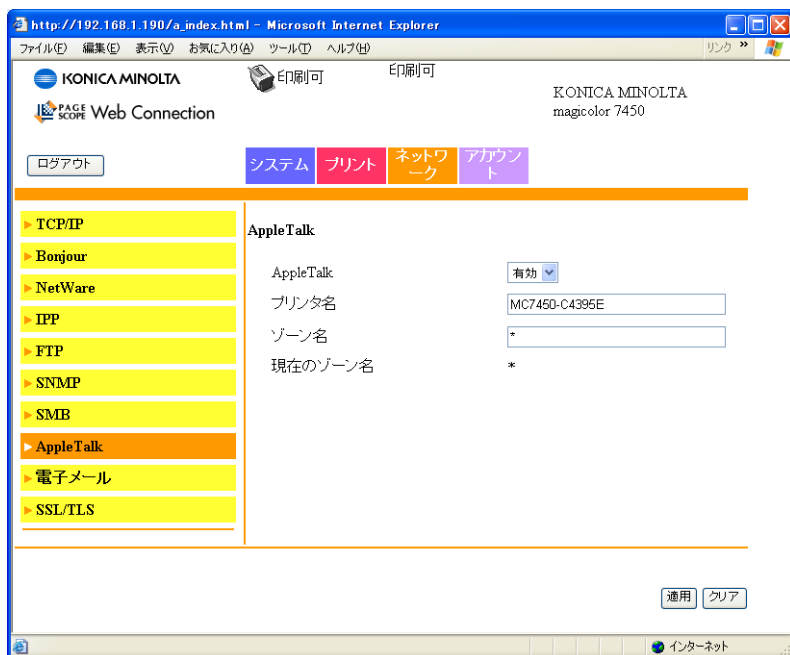 http://192.168.1.190/a_index.html - Microsoft Internet Explorer
ファイル(F) 編集(E) 表示(V) お気に入り(A) ツール(T) ヘルプ(H) リンク »
KONICA MINOLTA
印刷可
印刷可
KONICA MINOLTA
magicolor 7450
PAGE SCOPE Web Connection
ログアウト
システム
プリント
ネットワ
ーク
アカウン
ト
TCP/IP
Bonjour
NetWare
IPP
FTP
SNMP
SMB
AppleTalk
電子メール
SSL/TLS
AppleTalk
AppleTalk 有効
プリンタ名 MC7450-C4395E
ゾーン名 *
現在のゾーン名 *
適用 クリア
インターネット